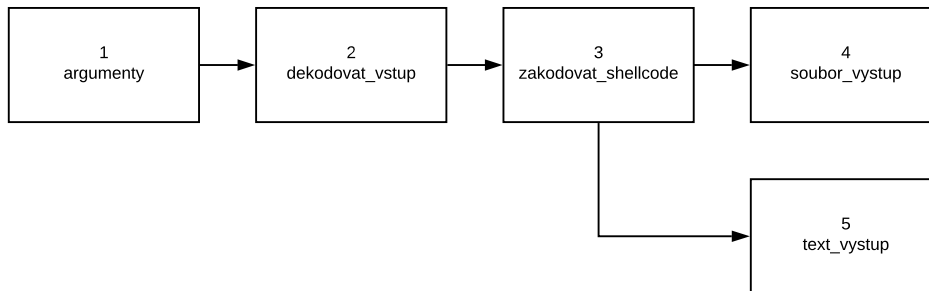 1
argumenty
2
dekodovat_vstup
3
zakodovat_shellcode
4
soubor_vystup
5
text_vystup